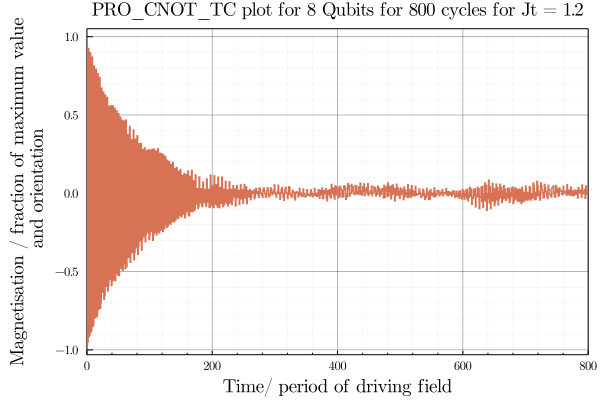 PRO_CNOT_TC plot for 8 Qubits for 800 cycles for Jt = 1.2
Magnetisation / fraction of maximum value
and orientation
1.0
0.5
0.0
−0.5
−1.0
0 200 400 600 800
Time/ period of driving field